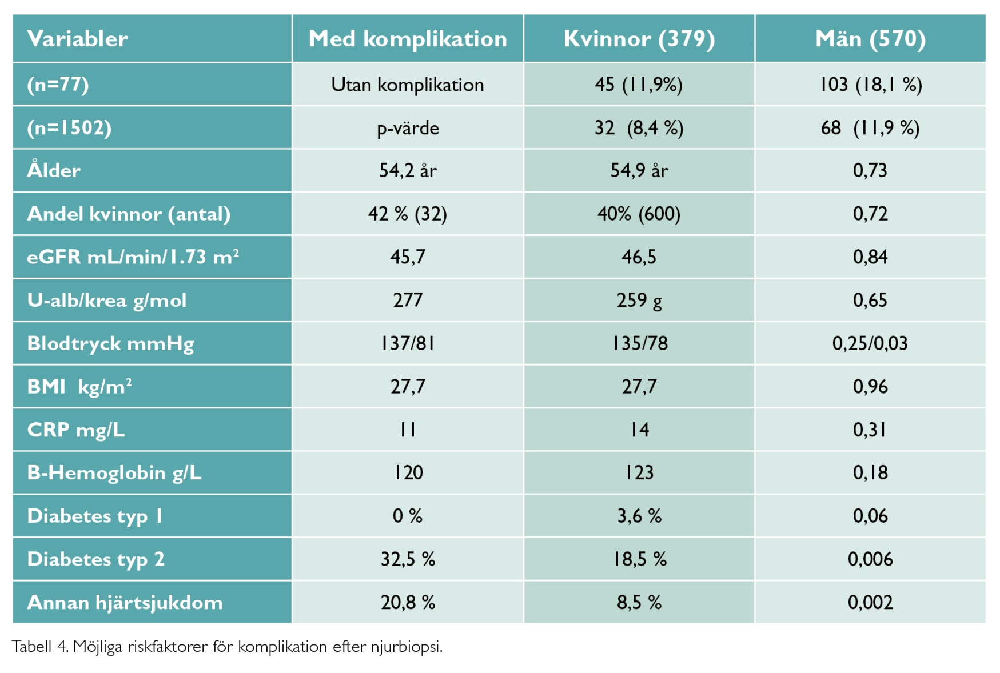 Variabler Med komplikation Kvinnor (379) Män (570)
(n=77) Utan komplikation 45 (11,9%) 103 (18,1 %)
(n=1502) p-värde 32 (8,4 %) 68 (11,9 %)
Ålder 54,2 år 54,9 år 0,73
Andel kvinnor (antal) 42 % (32) 40% (600) 0,72
eGFR mL/min/1.73 m² 45,7 46,5 0,84
U-alb/krea g/mol 277 259 g 0,65
Blodtryck mmHg 137/81 135/78 0,25/0,03
BMI kg/m² 27,7 27,7 0,96
CRP mg/L 11 14 0,31
B-Hemoglobin g/L 120 123 0,18
Diabetes typ 1 0 % 3,6 % 0,06
Diabetes typ 2 32,5 % 18,5 % 0,006
Annan hjärtsjukdom 20,8 % 8,5 % 0,002
Tabell 4. Möjliga riskfaktorer för komplikation efter njurbiopsi.